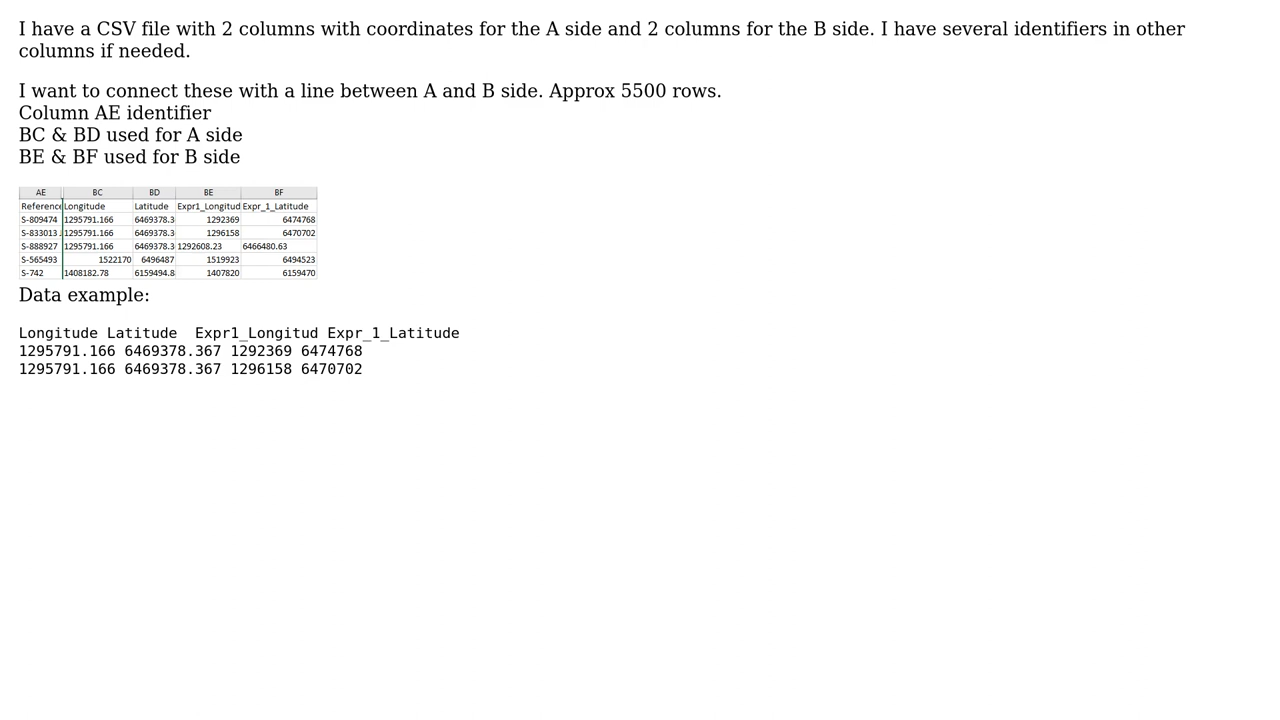 I have a CSV file with 2 columns with coordinates for the A side and 2 columns for the B side. I have several identifiers in other
columns if needed.
I want to connect these with a line between A and B side. Approx 5500 rows.
Column AE identifier
BC & BD used for A side
BE & BF used for B side
AE BC BD BE BF
Reference Longitude Latitude Expr1_Longitud Expr_1_Latitude
S-809474 1295791.166 6469378.3 1292369 6474768
S-833013 1295791.166 6469378.3 1296158 6470702
S-888927 1295791.166 6469378.3 1292608.23 6466480.63
S-565493 1522170 6496487 1519923 6494523
S-742 1408182.78 6159494.8 1407820 6159470
Data example:
Longitude Latitude  Expr1_Longitud Expr_1_Latitude
1295791.166 6469378.367 1292369 6474768
1295791.166 6469378.367 1296158 6470702